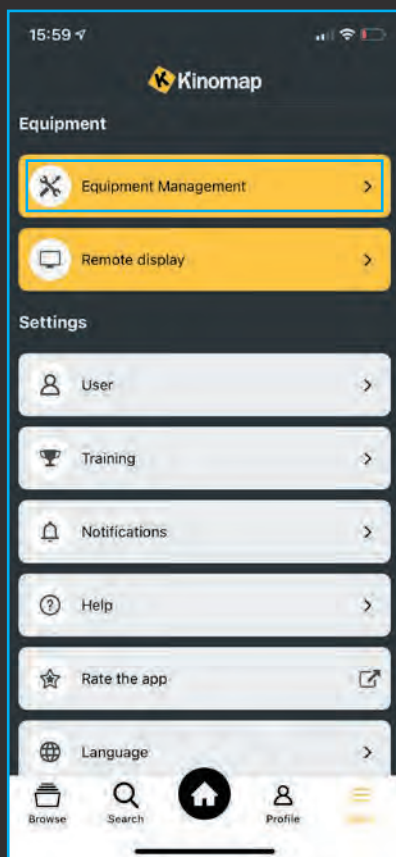 15:59
Kinomap
Equipment
Equipment Management
Remote display
Settings
User
Training
Notifications
Help
Rate the app
Language
Browse
Search
Profile